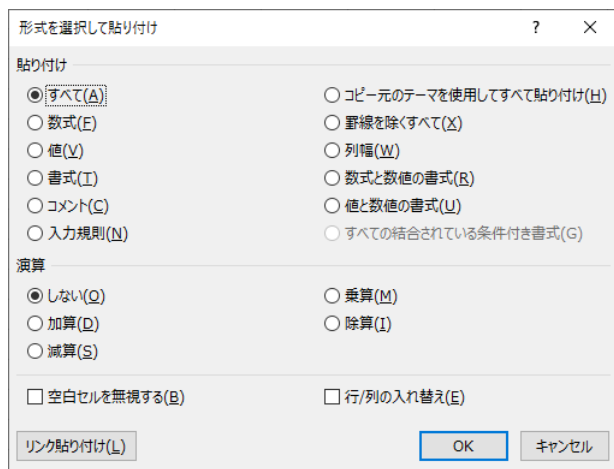 形式を選択して貼り付け ? ×
貼り付け
すべて(A) コピー元のテーマを使用してすべて貼り付け(H)
数式(F) 罫線を除くすべて(X)
値(V) 列幅(W)
書式(T) 数式と数値の書式(R)
コメント(C) 値と数値の書式(U)
入力規則(N) すべての結合されている条件付き書式(G)
演算
しない(O) 乗算(M)
加算(D) 除算(I)
減算(S)
空白セルを無視する(B) 行/列の入れ替え(E)
リンク貼り付け(L) OK キャンセル